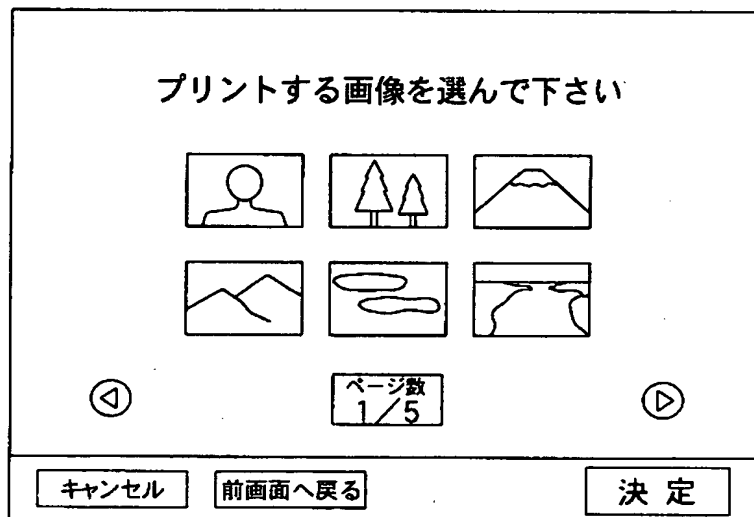 プリントする画像を選んで下さい
ページ数
1／5
キャンセル
前画面へ戻る
決 定